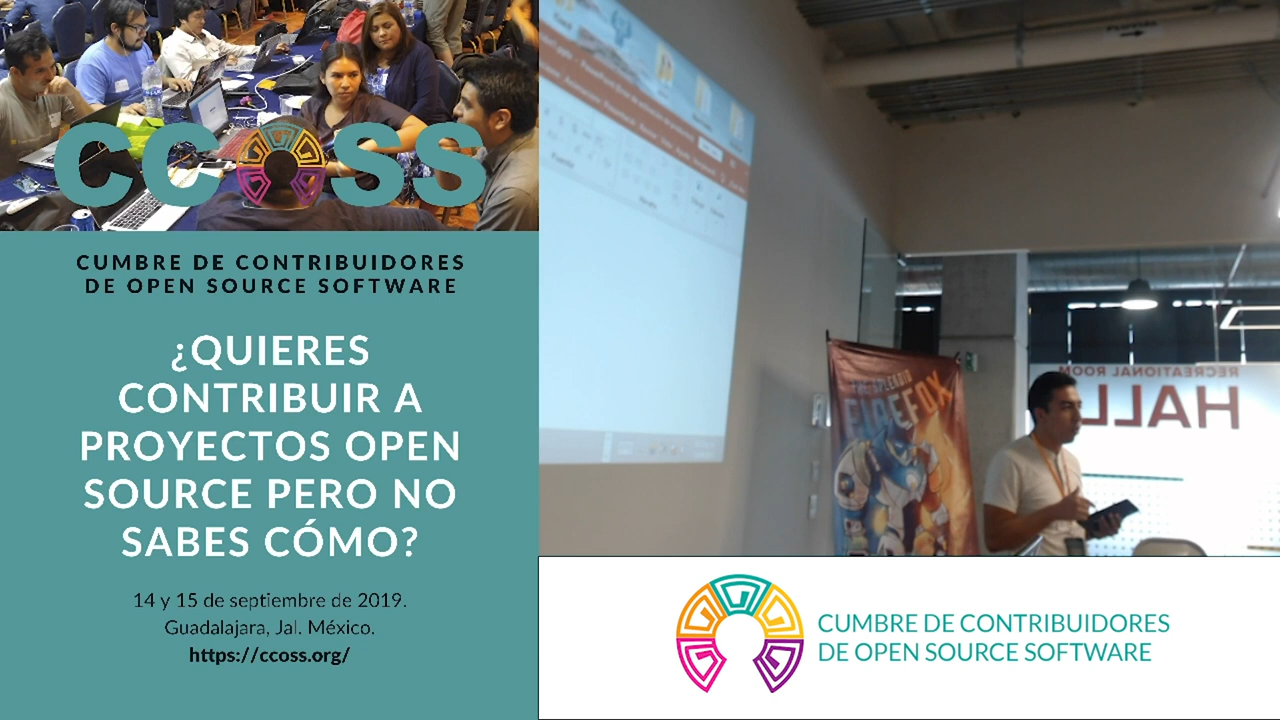 CCOSS
CUMBRE DE CONTRIBUIDORES
DE OPEN SOURCE SOFTWARE
¿QUIERES
CONTRIBUIR A
PROYECTOS OPEN
SOURCE PERO NO
SABES CÓMO?
14 y 15 de septiembre de 2019.
Guadalajara, Jal. México.
https://ccoss.org/
FIREFOX
RECREATIONAL ROOM
HALL
CUMBRE DE CONTRIBUIDORES
DE OPEN SOURCE SOFTWARE